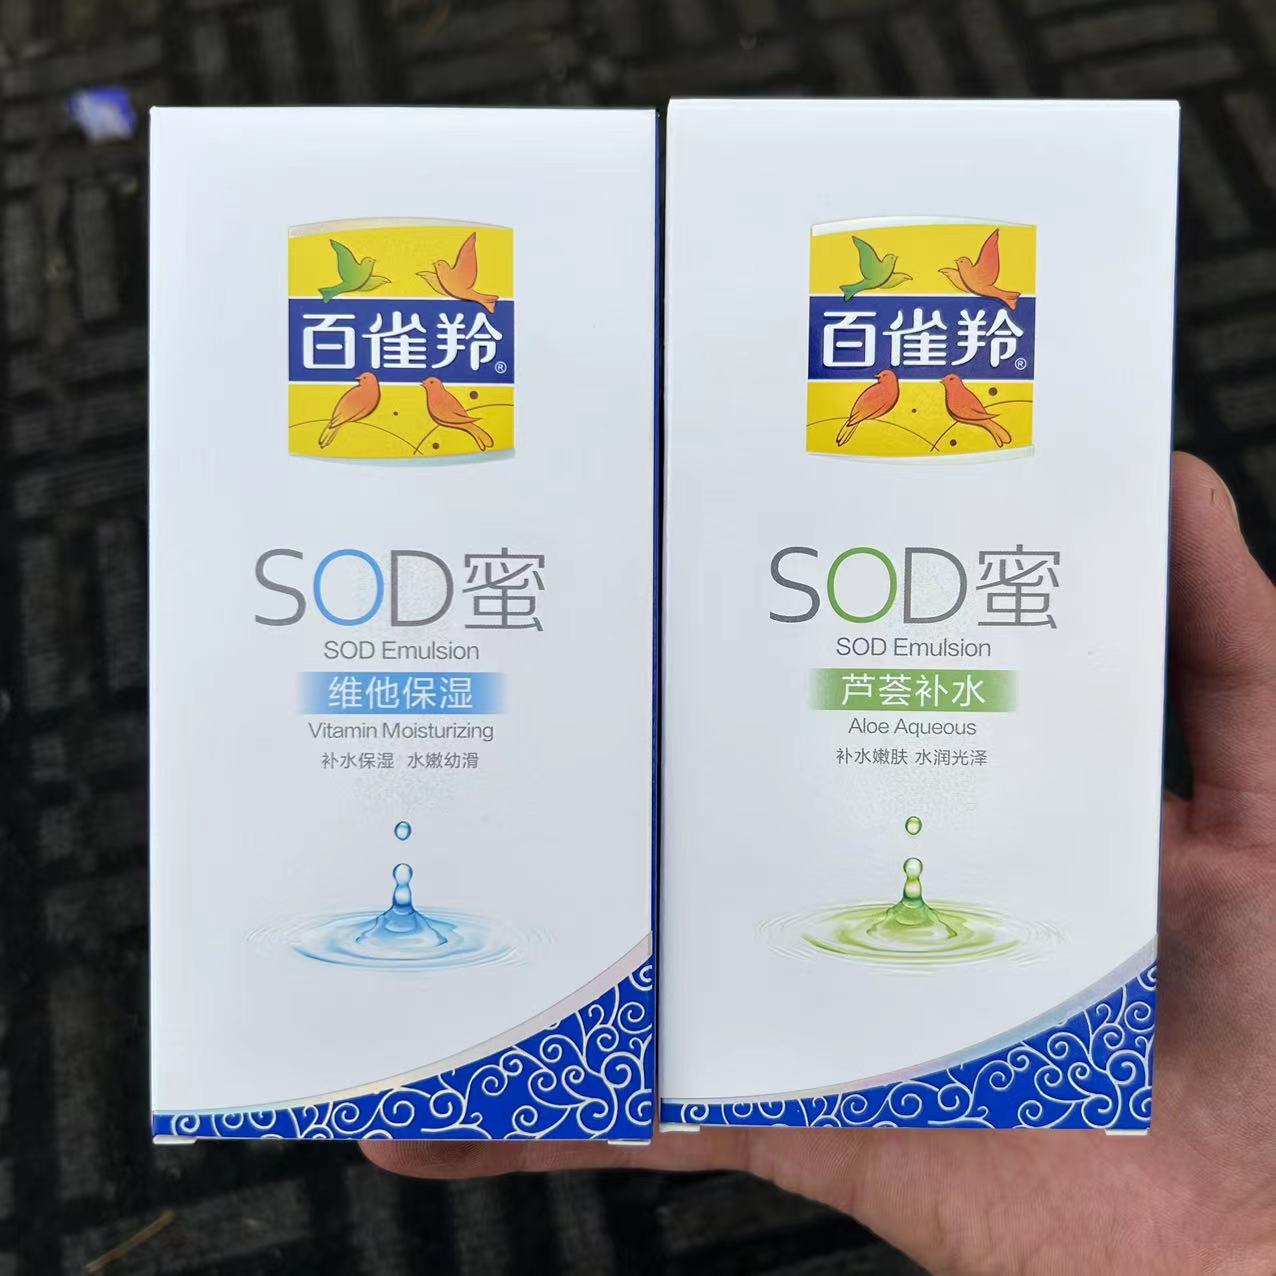 百雀羚®
SOD蜜
SOD Emulsion
维他保湿
Vitamin Moisturizing
补水保湿 水嫩幼滑
百雀羚®
SOD蜜
SOD Emulsion
芦荟补水
Aloe Aqueous
补水嫩肤 水润光泽